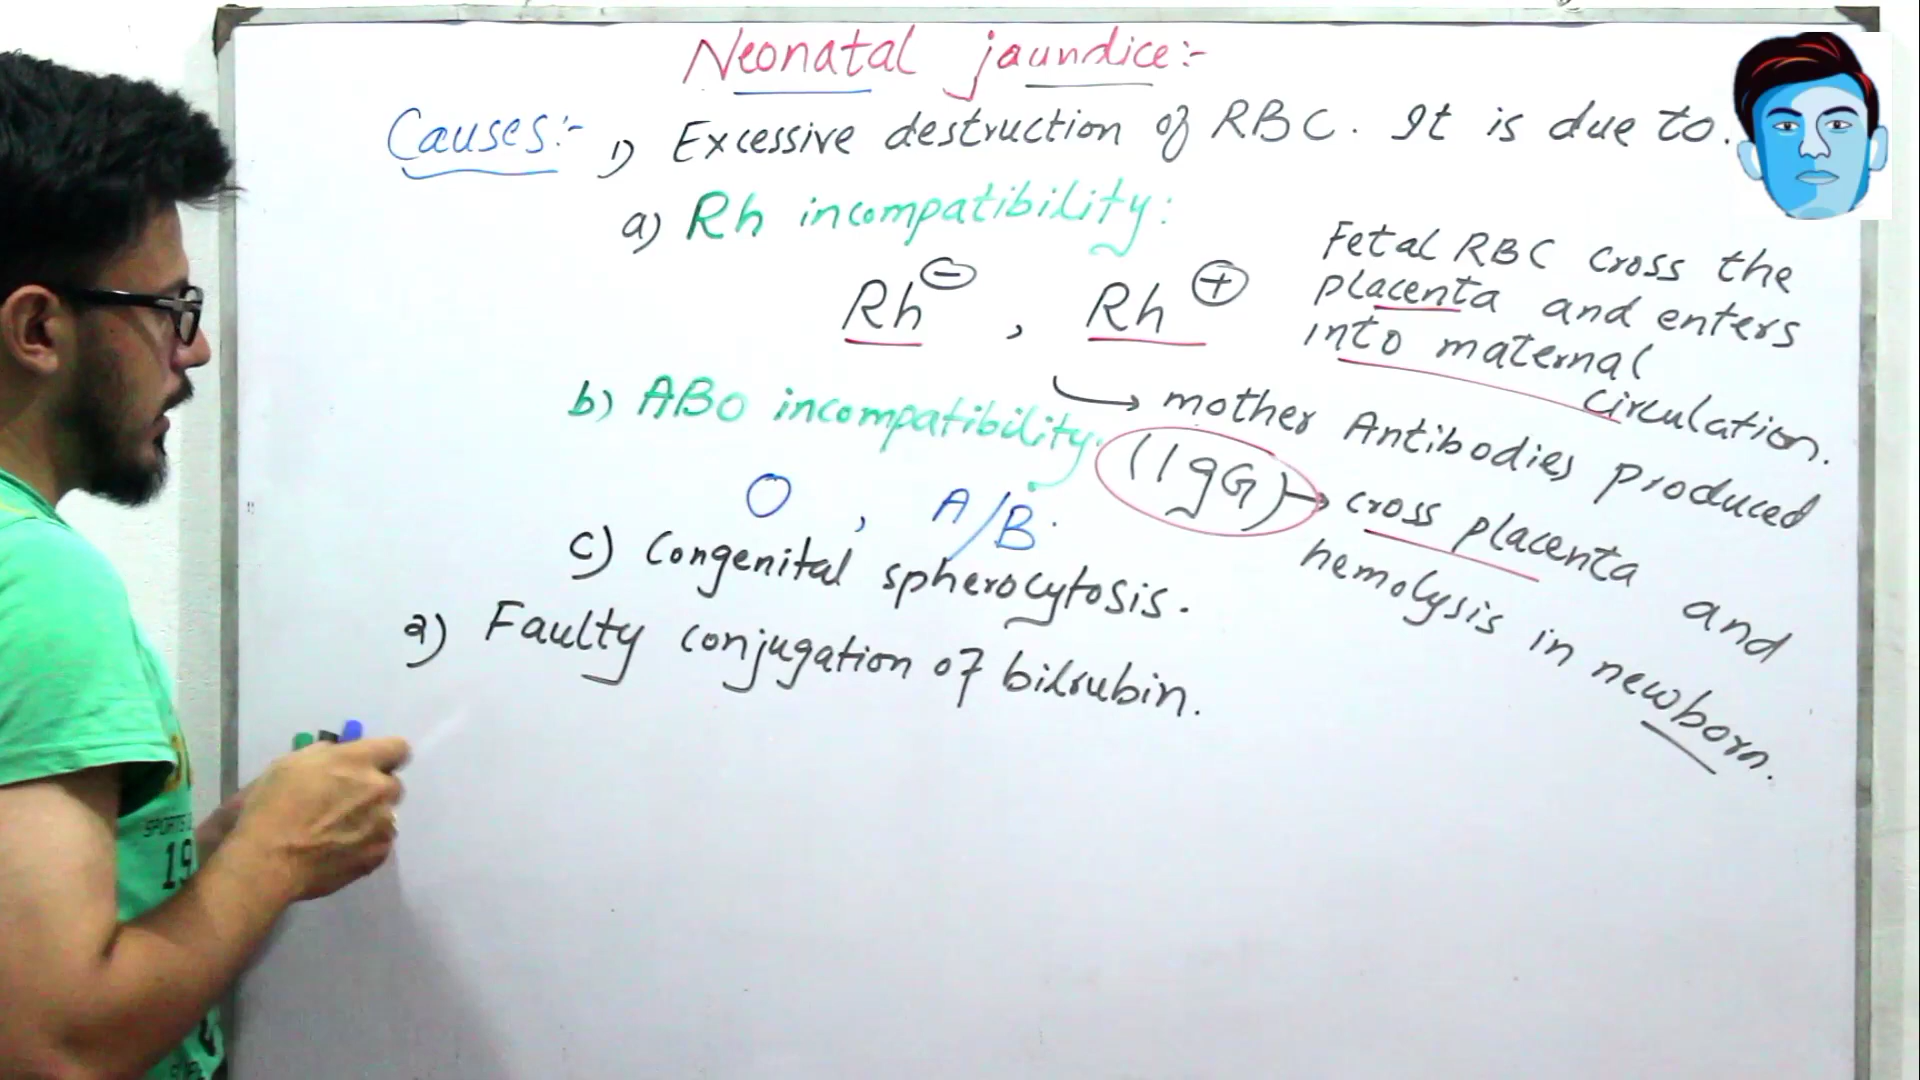 Neonatal jaundice:-
Causes:- 1) Excessive destruction of RBC. It is due to.
a) Rh incompatibility:
Rh⊖ , Rh⊕
Fetal RBC cross the
placenta and enters
into maternal
circulation.
b) ABO incompatibility.
→ mother Antibodies produced
(IgG) → cross placenta and
hemolysis in newborn.
O , A/B.
c) Congenital spherocytosis.
2) Faulty conjugation of bilrubin.
SPORTS
19